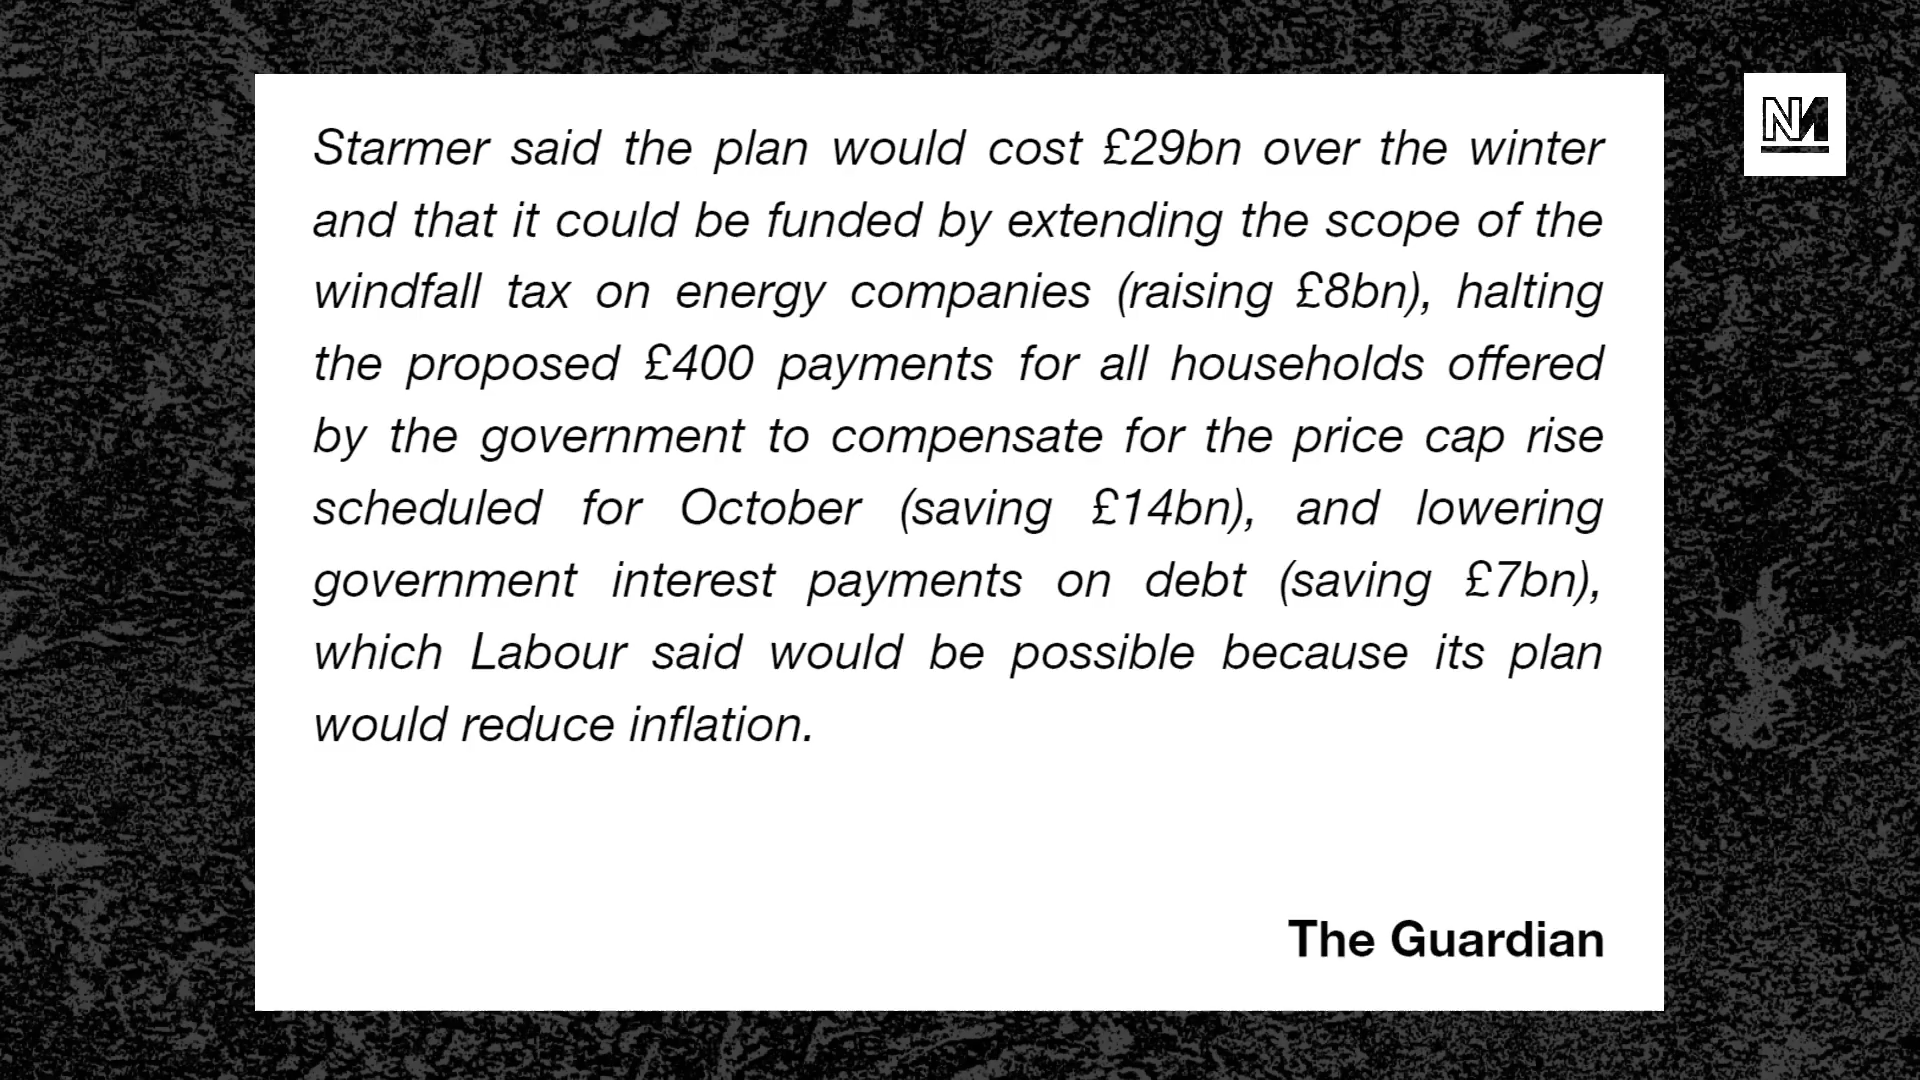 Starmer said the plan would cost £29bn over the winter
and that it could be funded by extending the scope of the
windfall tax on energy companies (raising £8bn), halting
the proposed £400 payments for all households offered
by the government to compensate for the price cap rise
scheduled for October (saving £14bn), and lowering
government interest payments on debt (saving £7bn),
which Labour said would be possible because its plan
would reduce inflation.
The Guardian
NM